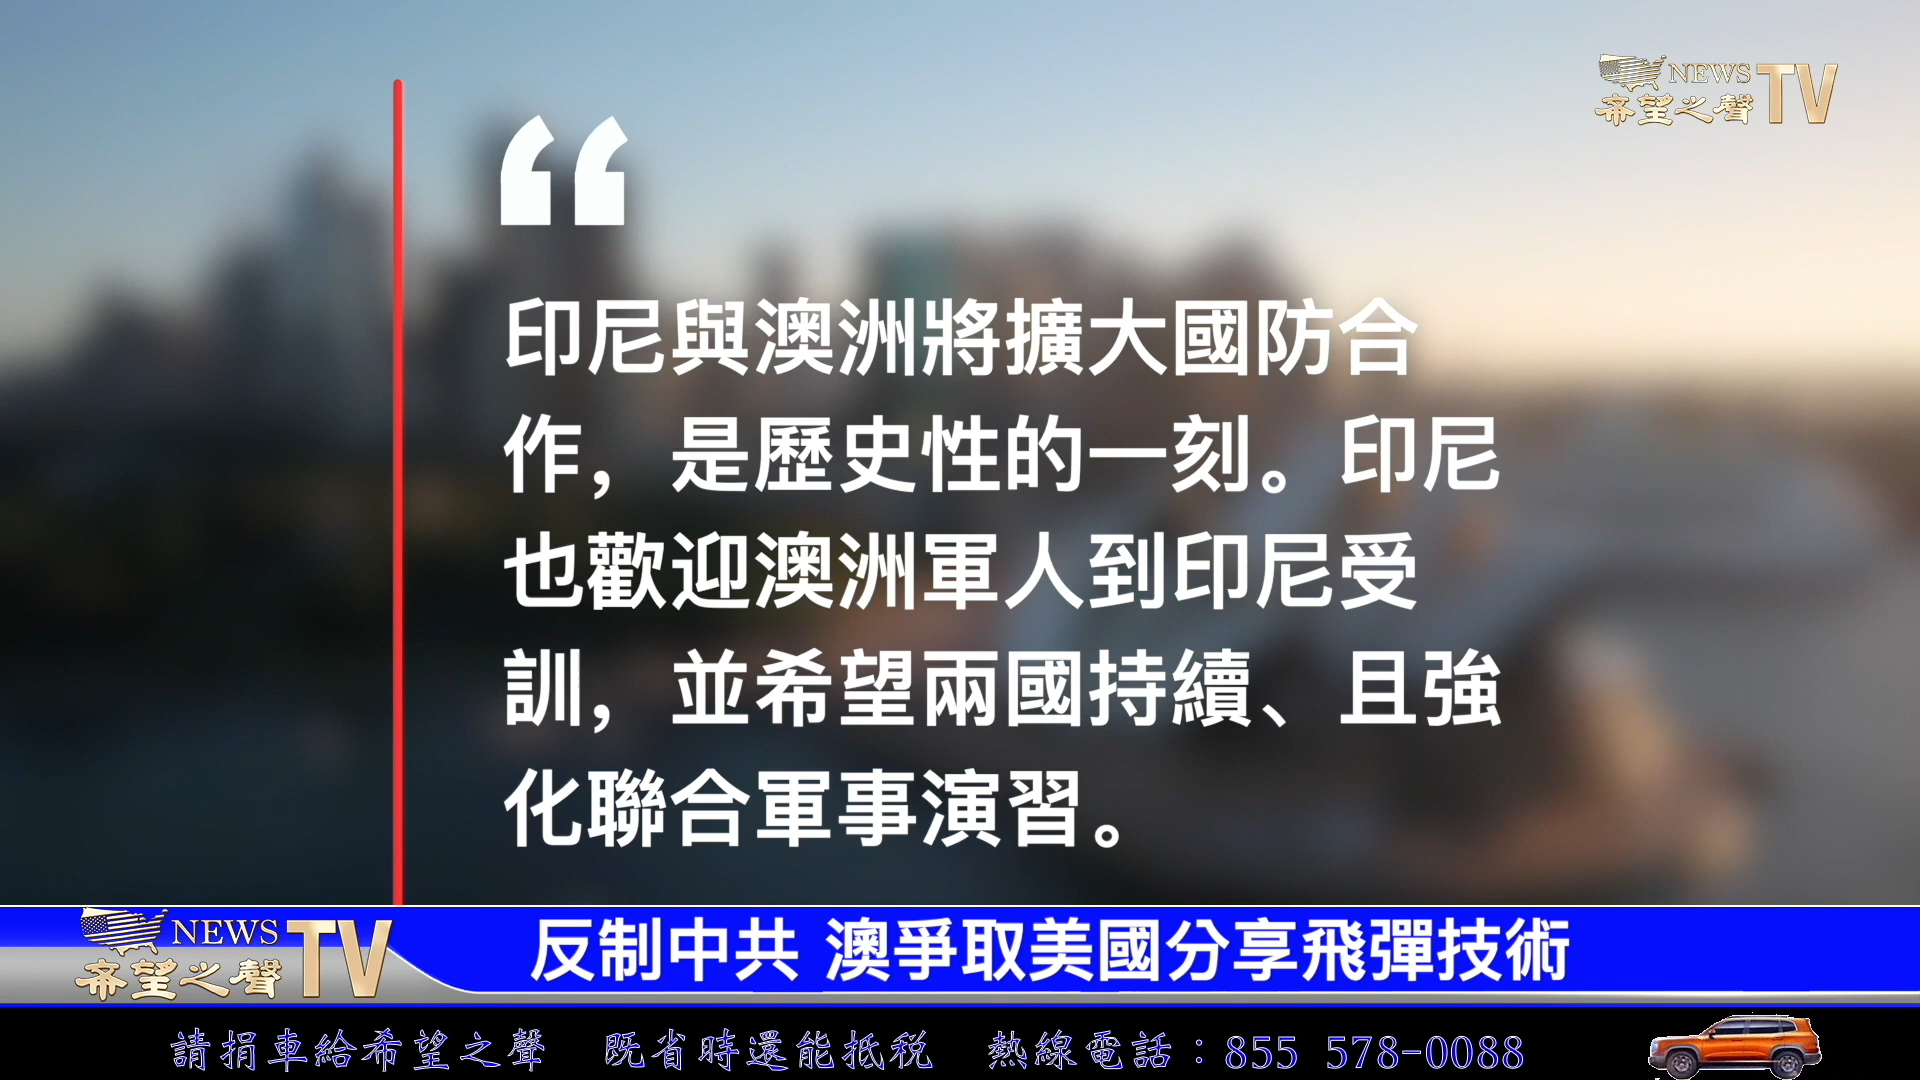 NEWS
希望之聲TV
印尼與澳洲將擴大國防合
作，是歷史性的一刻。印尼
也歡迎澳洲軍人到印尼受
訓，並希望兩國持續、且強
化聯合軍事演習。
NEWS
希望之聲TV
反制中共 澳爭取美國分享飛彈技術
請捐車給希望之聲 既省時還能抵税 熱線電話：855 578-0088